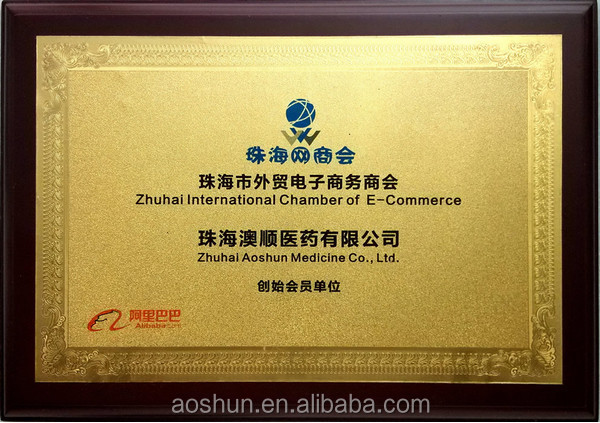 珠海网商会
珠海市外贸电子商务商会
Zhuhai International Chamber of E-Commerce
珠海澳顺医药有限公司
Zhuhai Aoshun Medicine Co., Ltd.
创始会员单位
阿里巴巴
Alibaba.com
aoshun.en.alibaba.com